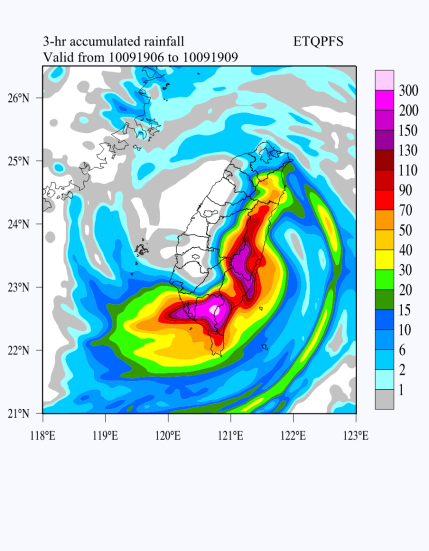 3-hr accumulated rainfall ETQPFS
Valid from 10091906 to 10091909
26°N
25°N
24°N
23°N
22°N
21°N
118°E 119°E 120°E 121°E 122°E 123°E
300
200
150
130
110
90
70
50
40
30
20
15
10
6
2
1